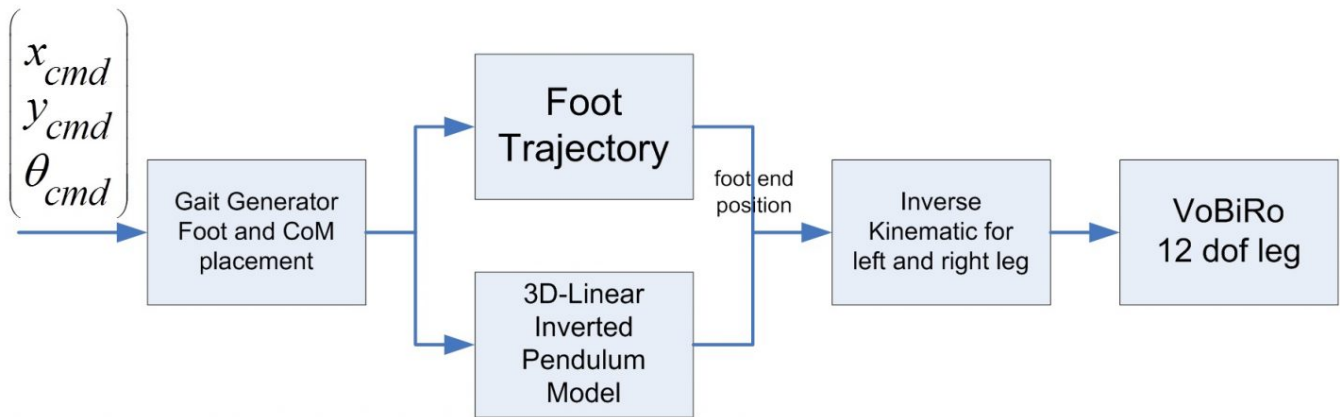 x_cmd
y_cmd
θ_cmd
Gait Generator
Foot and CoM
placement
Foot
Trajectory
3D-Linear
Inverted
Pendulum
Model
foot end
position
Inverse
Kinematic for
left and right leg
VoBiRo
12 dof leg